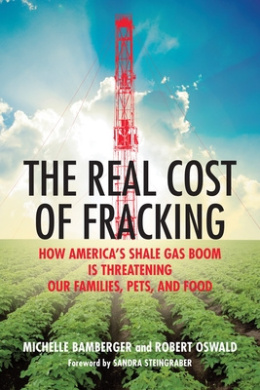 THE REAL COST
OF FRACKING
HOW AMERICA'S SHALE GAS BOOM
IS THREATENING
OUR FAMILIES, PETS, AND FOOD
MICHELLE BAMBERGER and ROBERT OSWALD
Foreword by SANDRA STEINGRABER